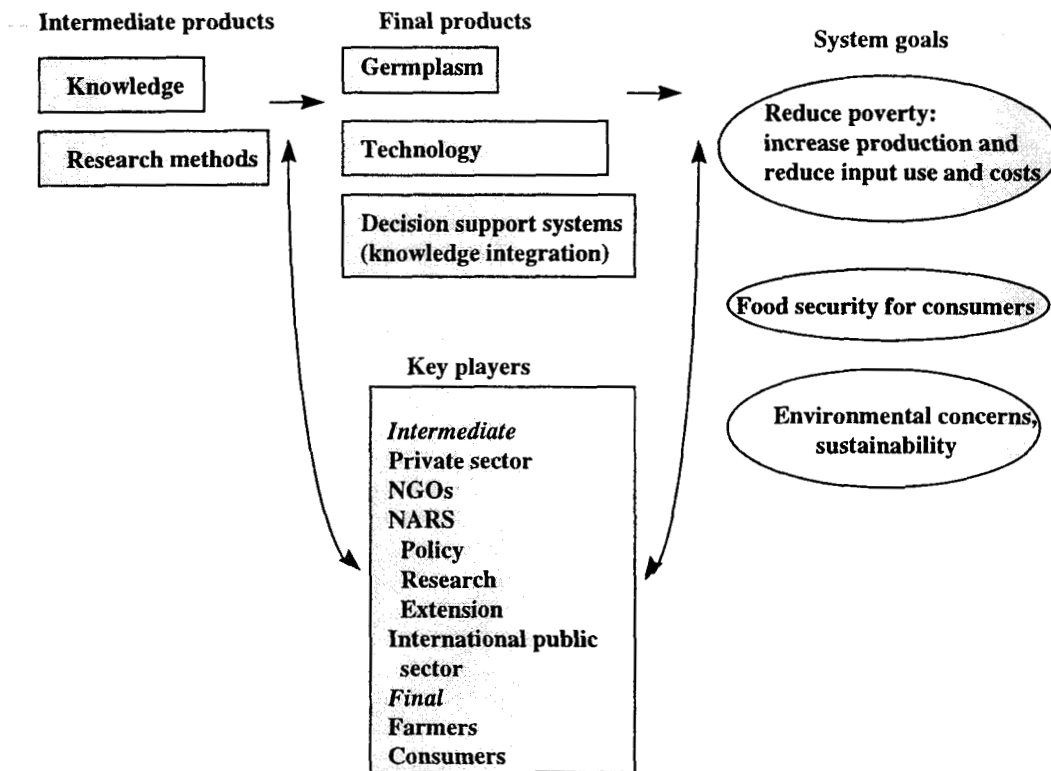 Intermediate products
Knowledge
Research methods
Final products
Germplasm
Technology
Decision support systems
(knowledge integration)
System goals
Reduce poverty:
increase production and
reduce input use and costs
Food security for consumers
Environmental concerns,
sustainability
Key players
Intermediate
Private sector
NGOs
NARS
Policy
Research
Extension
International public
sector
Final
Farmers
Consumers